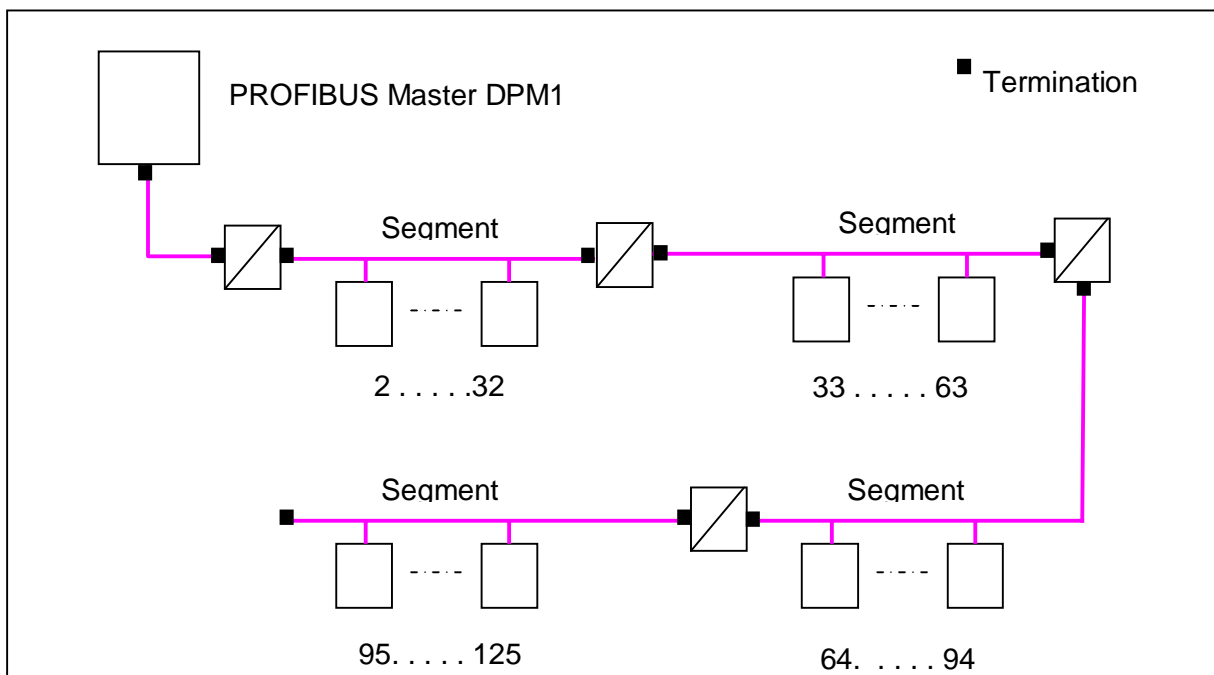 PROFIBUS Master DPM1
Termination
Segment
Segment
2 . . . . .32
33 . . . . . 63
Segment
Segment
95. . . . . 125
64. . . . . 94